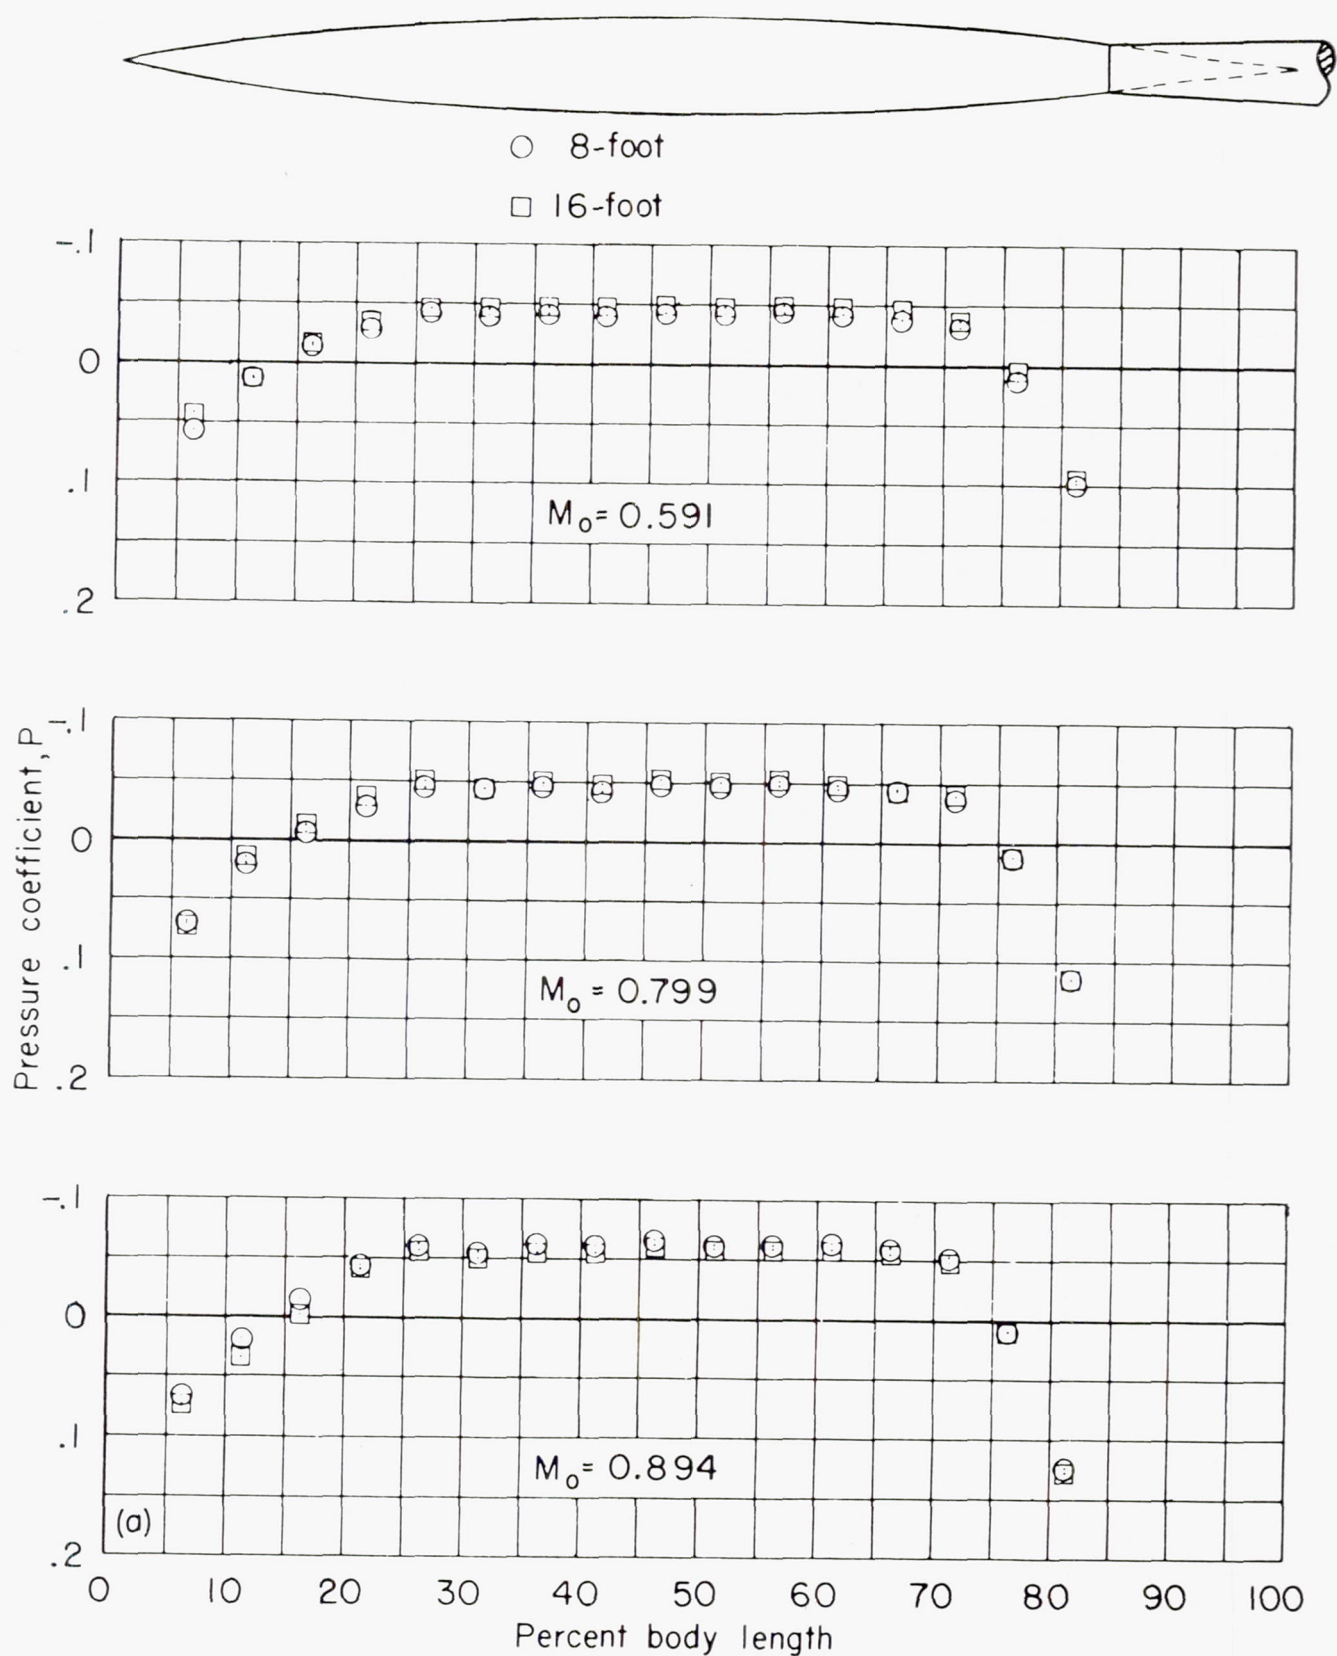 8-foot
16-foot
-.1
0
.1
.2
M₀= 0.591
Pressure coefficient, P
-.1
0
.1
.2
M₀ = 0.799
-.1
0
.1
.2
M₀= 0.894
(a)
0 10 20 30 40 50 60 70 80 90 100
Percent body length